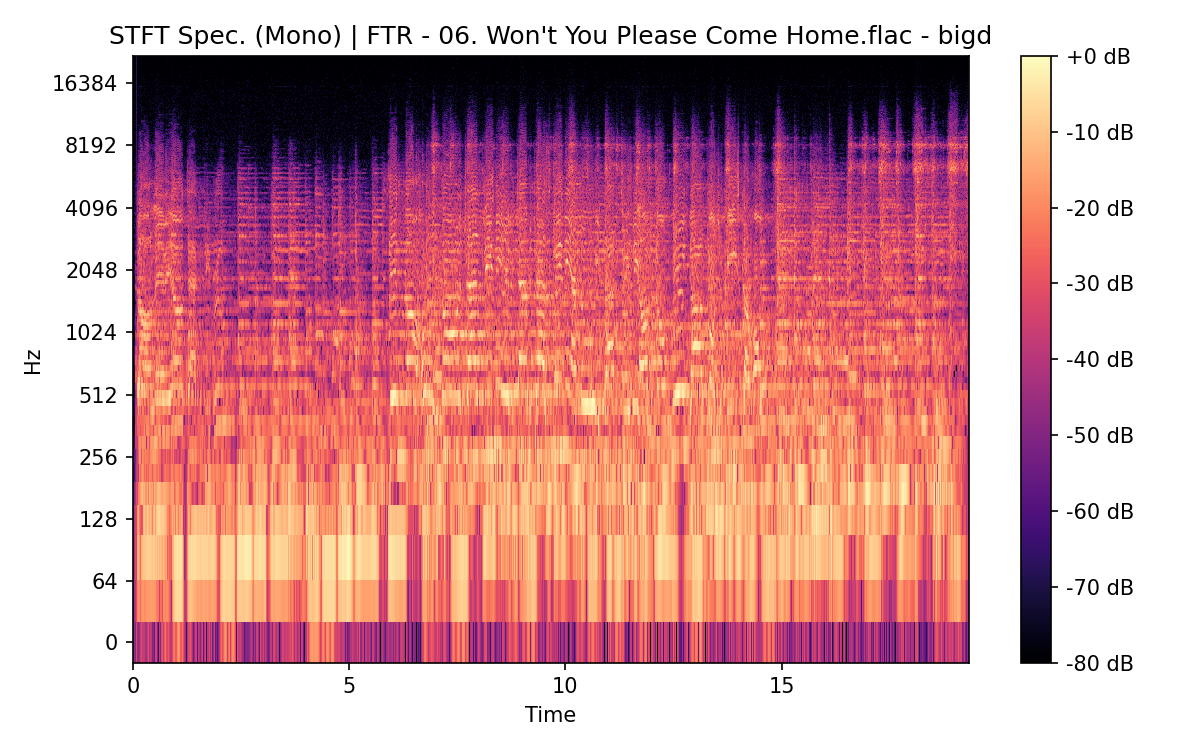 STFT Spec. (Mono) | FTR - 06. Won't You Please Come Home.flac - bigd
Hz
16384
8192
4096
2048
1024
512
256
128
64
0
0 5 10 15
Time
+0 dB
-10 dB
-20 dB
-30 dB
-40 dB
-50 dB
-60 dB
-70 dB
-80 dB